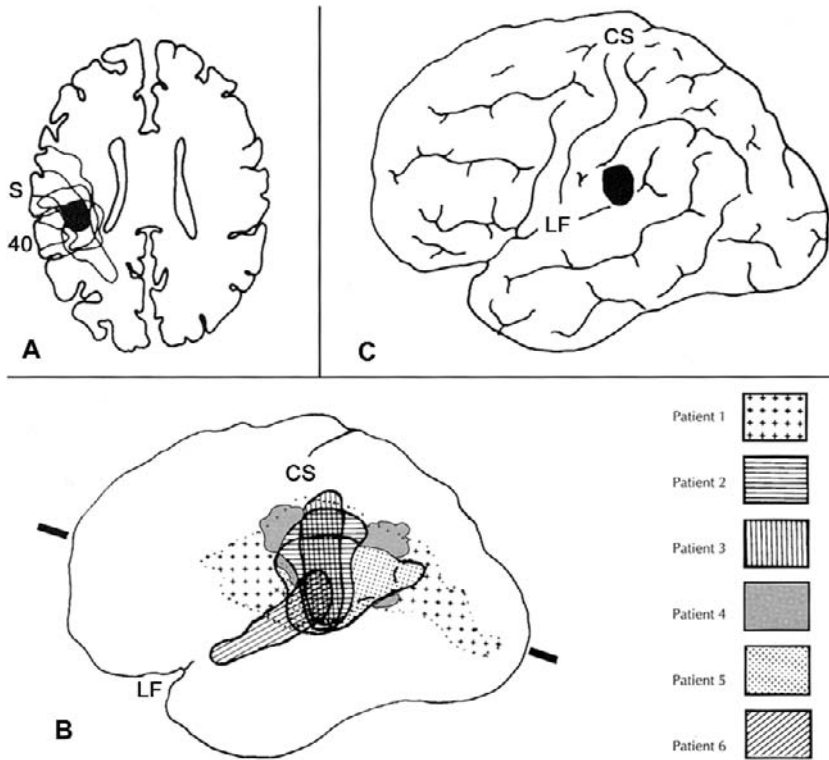 S
40
A
CS
LF
C
CS
LF
B
Patient 1
Patient 2
Patient 3
Patient 4
Patient 5
Patient 6